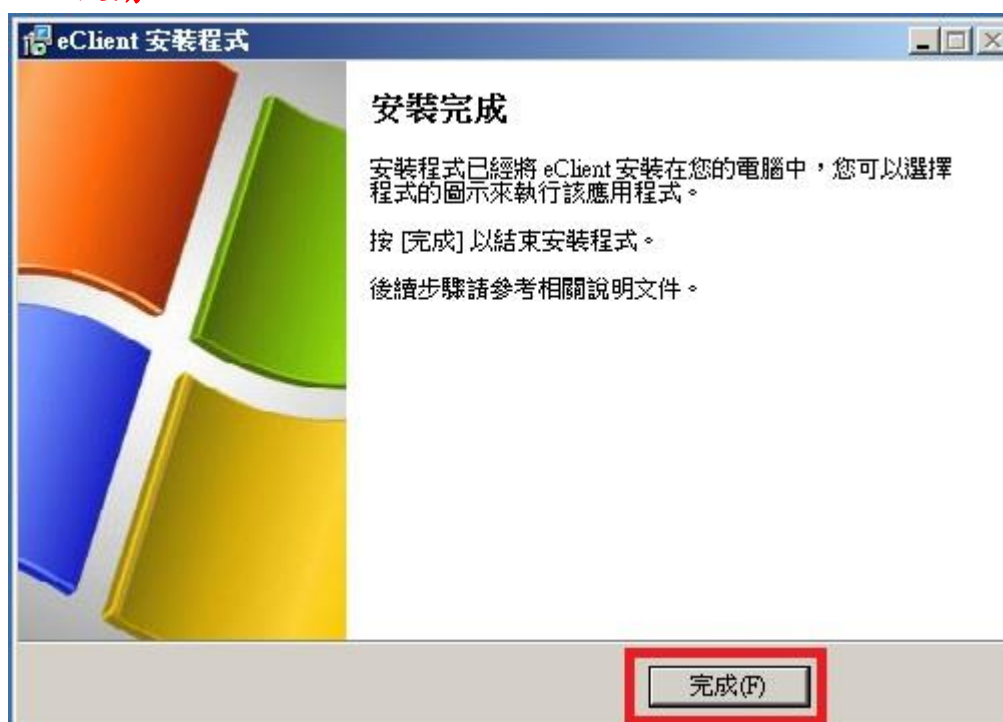 eClient 安裝程式
安裝完成
安裝程式已經將 eClient 安裝在您的電腦中，您可以選擇
程式的圖示來執行該應用程式。
按 [完成] 以結束安裝程式。
後續步驟請參考相關說明文件。
完成(F)